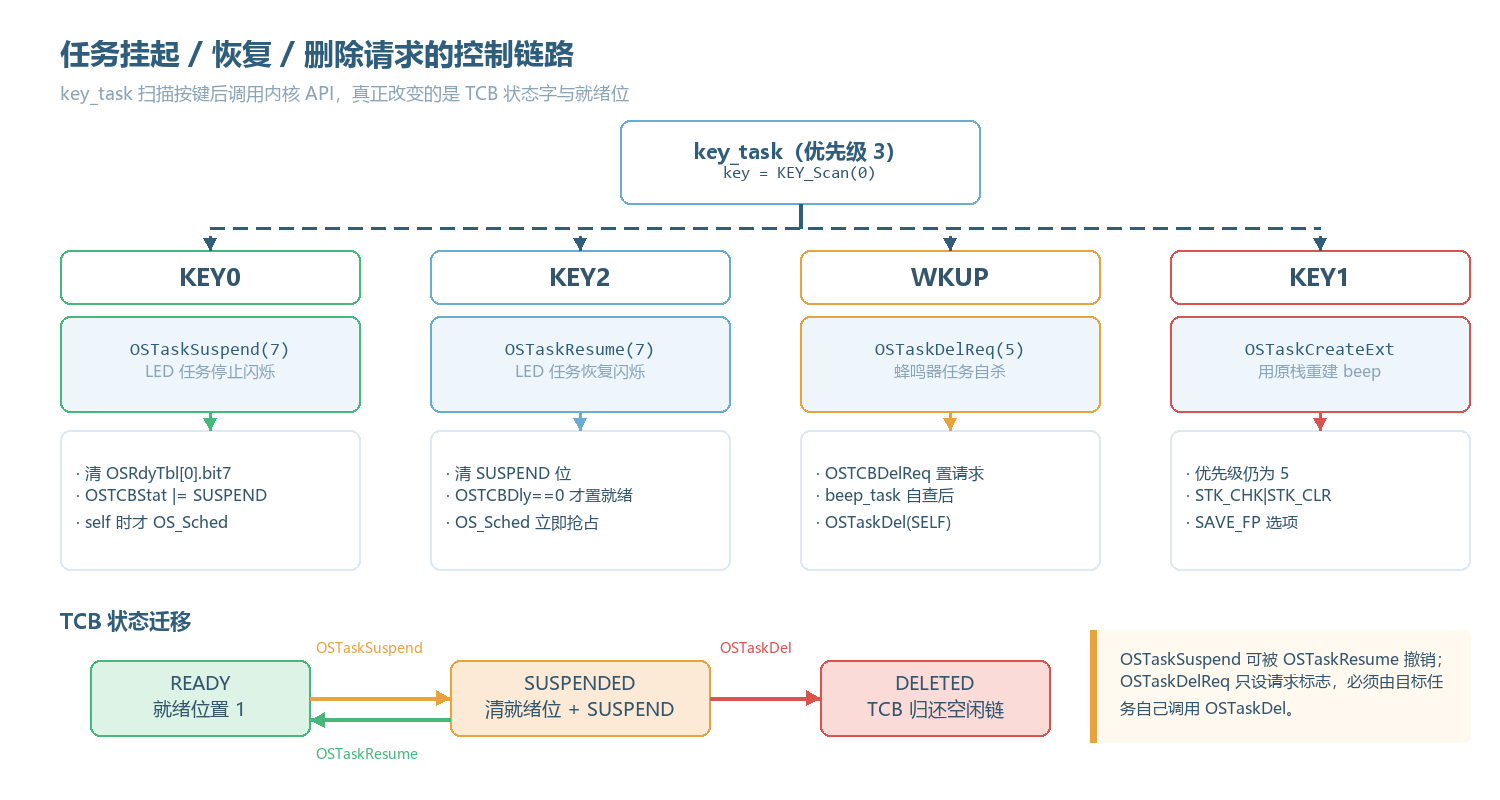 任务挂起 / 恢复 / 删除请求的控制链路
key_task 扫描按键后调用内核 API，真正改变的是 TCB 状态字与就绪位
key_task（优先级 3）
key = KEY_Scan(0)
KEY0
KEY2
WKUP
KEY1
OSTaskSuspend(7)
LED 任务停止闪烁
OSTaskResume(7)
LED 任务恢复闪烁
OSTaskDelReq(5)
蜂鸣器任务自杀
OSTaskCreateExt
用原栈重建 beep
· 清 OSRdyTbl[0].bit7
· OSTCBStat |= SUSPEND
· self 时才 OS_Sched
· 清 SUSPEND 位
· OSTCBDly==0 才置就绪
· OS_Sched 立即抢占
· OSTCBDelReq 置请求
· beep_task 自查后
· OSTaskDel(SELF)
· 优先级仍为 5
· STK_CHK|STK_CLR
· SAVE_FP 选项
TCB 状态迁移
OSTaskSuspend
OSTaskDel
READY
就绪位置 1
SUSPENDED
清就绪位 + SUSPEND
DELETED
TCB 归还空闲链
OSTaskResume
OSTaskSuspend 可被 OSTaskResume 撤销；
OSTaskDelReq 只设请求标志，必须由目标任
务自己调用 OSTaskDel。